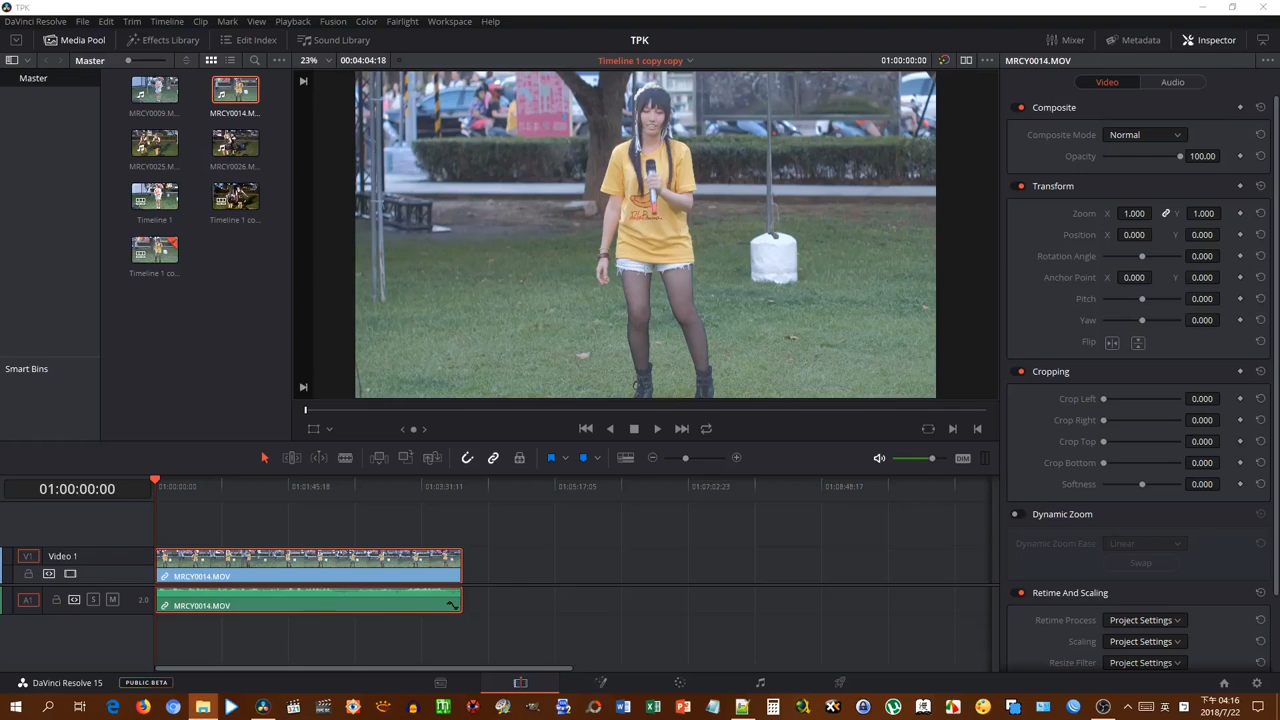 TPK
DaVinci Resolve File Edit Trim Timeline Clip Mark View Playback Fusion Color Fairlight Workspace Help
Media Pool Effects Library Edit Index Sound Library TPK Mixer Metadata Inspector
Master 23% 00:04:04:18 Timeline 1 copy copy 01:00:00:00 MRCY0014.MOV
Master
Video Audio
MRCY0009.M... MRCY0014.M...
MRCY0025.M... MRCY0026.M...
Timeline 1 Timeline 1 co...
Timeline 1 co...
Smart Bins
Composite
Composite Mode Normal
Opacity 100.00
Transform
Zoom X 1.000 Y 1.000
Position X 0.000 Y 0.000
Rotation Angle 0.000
Anchor Point X 0.000 Y 0.000
Pitch 0.000
Yaw 0.000
Flip
Cropping
Crop Left 0.000
Crop Right 0.000
Crop Top 0.000
Crop Bottom 0.000
Softness 0.000
Dynamic Zoom
Dynamic Zoom Ease Linear
Swap
Retime And Scaling
Retime Process Project Settings
Scaling Project Settings
Resize Filter Project Settings
DIM
01:00:00:00 01:00:00:00 01:01:45:18 01:03:31:11 01:05:17:05 01:07:02:23 01:08:48:17
V1 Video 1
MRCY0014.MOV
A1 S M 2.0 MRCY0014.MOV
DaVinci Resolve 15 PUBLIC BETA
英 下午 04:16
2018/7/22